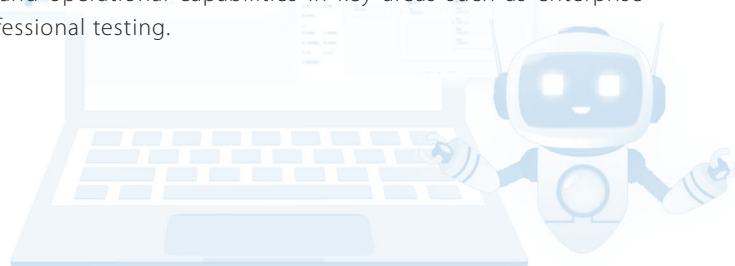 and operational capabilities in key areas such as enterprise
fessional testing.